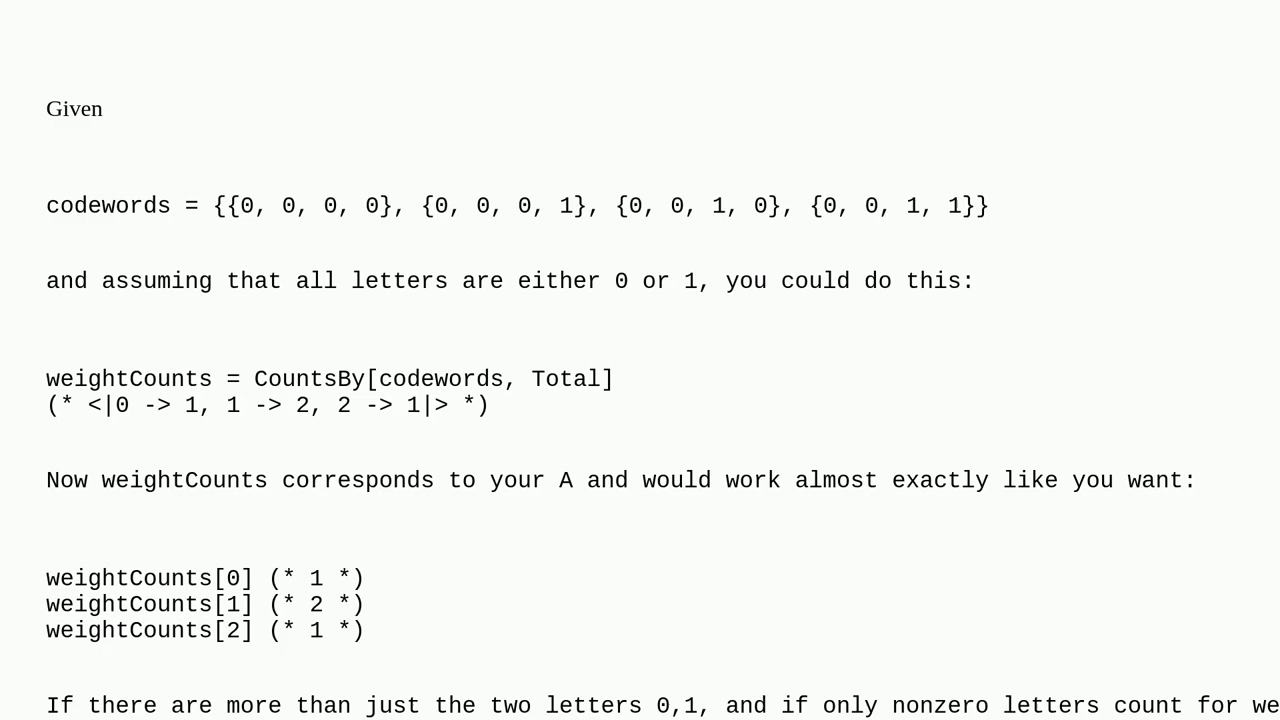 Given
codewords = {{0, 0, 0, 0}, {0, 0, 0, 1}, {0, 0, 1, 0}, {0, 0, 1, 1}}
and assuming that all letters are either 0 or 1, you could do this:
weightCounts = CountsBy[codewords, Total]
(* <|0 -> 1, 1 -> 2, 2 -> 1|> *)
Now weightCounts corresponds to your A and would work almost exactly like you want:
weightCounts[0] (* 1 *)
weightCounts[1] (* 2 *)
weightCounts[2] (* 1 *)
If there are more than just the two letters 0,1, and if only nonzero letters count for